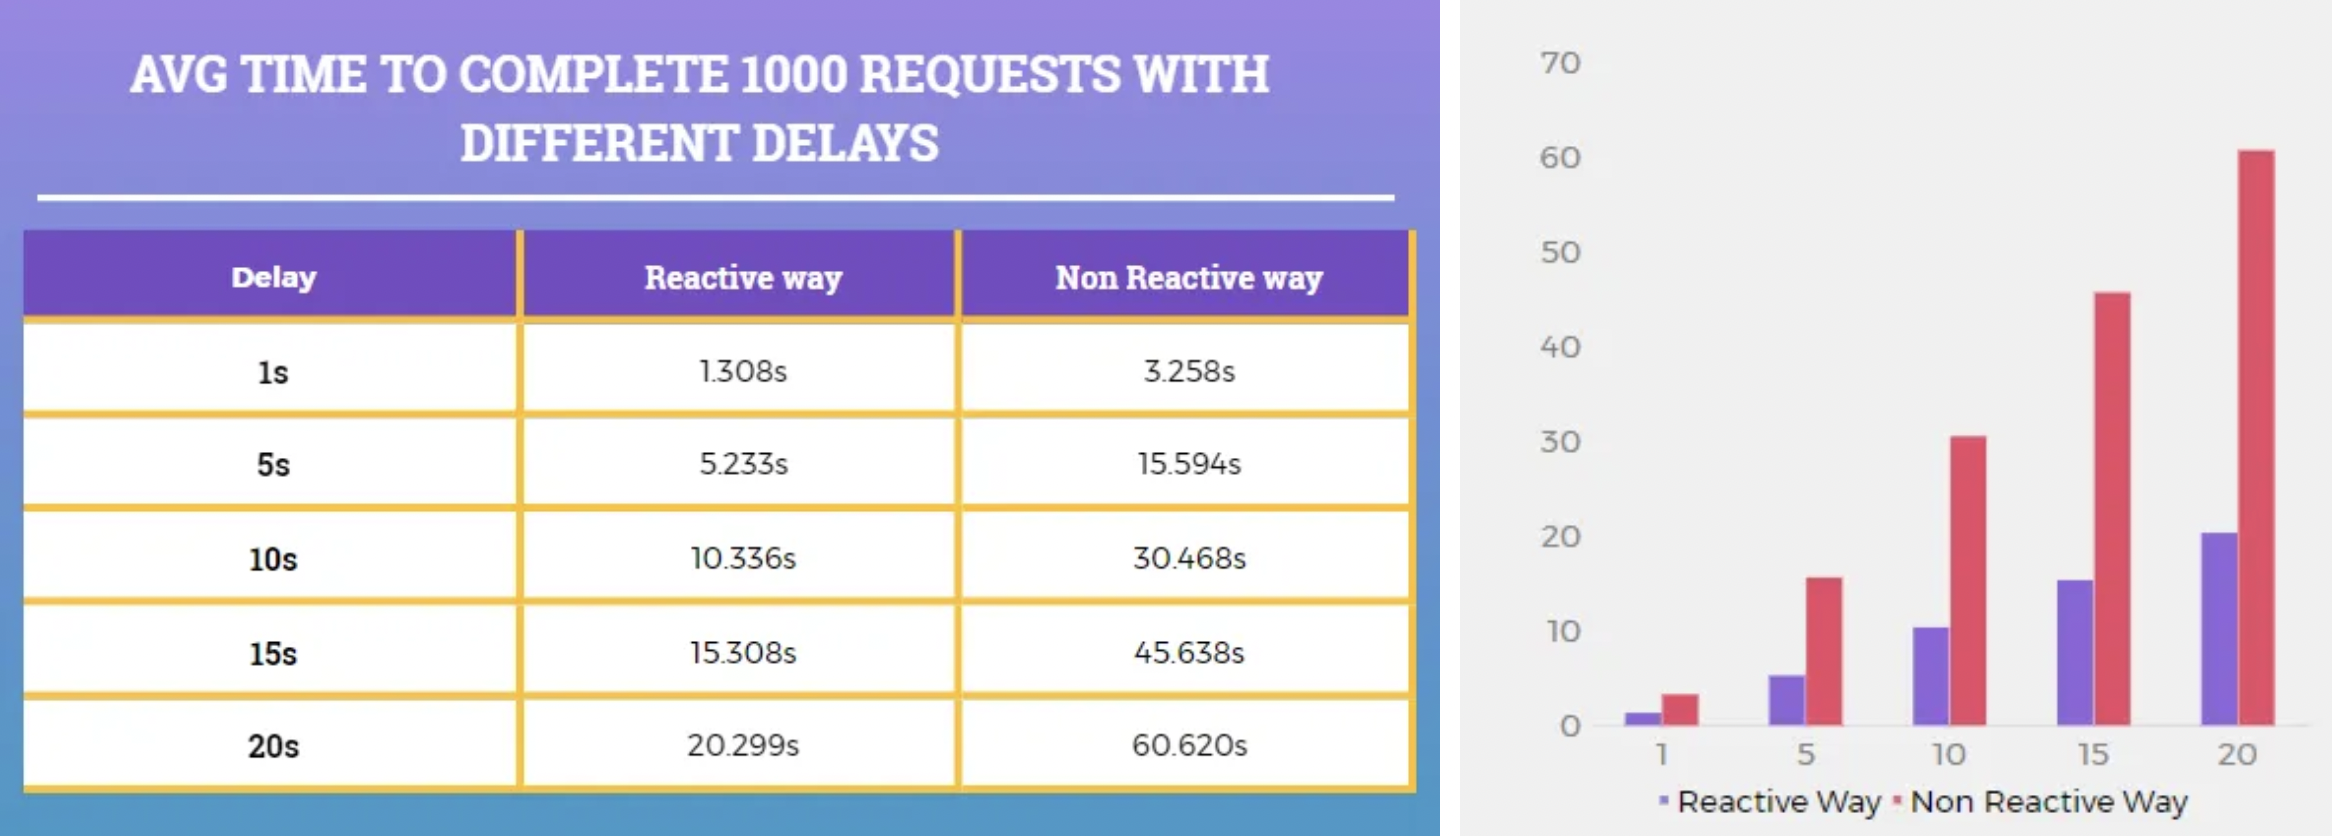 AVG TIME TO COMPLETE 1000 REQUESTS WITH
DIFFERENT DELAYS
Delay Reactive way Non Reactive way
1s 1.308s 3.258s
5s 5.233s 15.594s
10s 10.336s 30.468s
15s 15.308s 45.638s
20s 20.299s 60.620s
70
60
50
40
30
20
10
0
1 5 10 15 20
Reactive Way Non Reactive Way